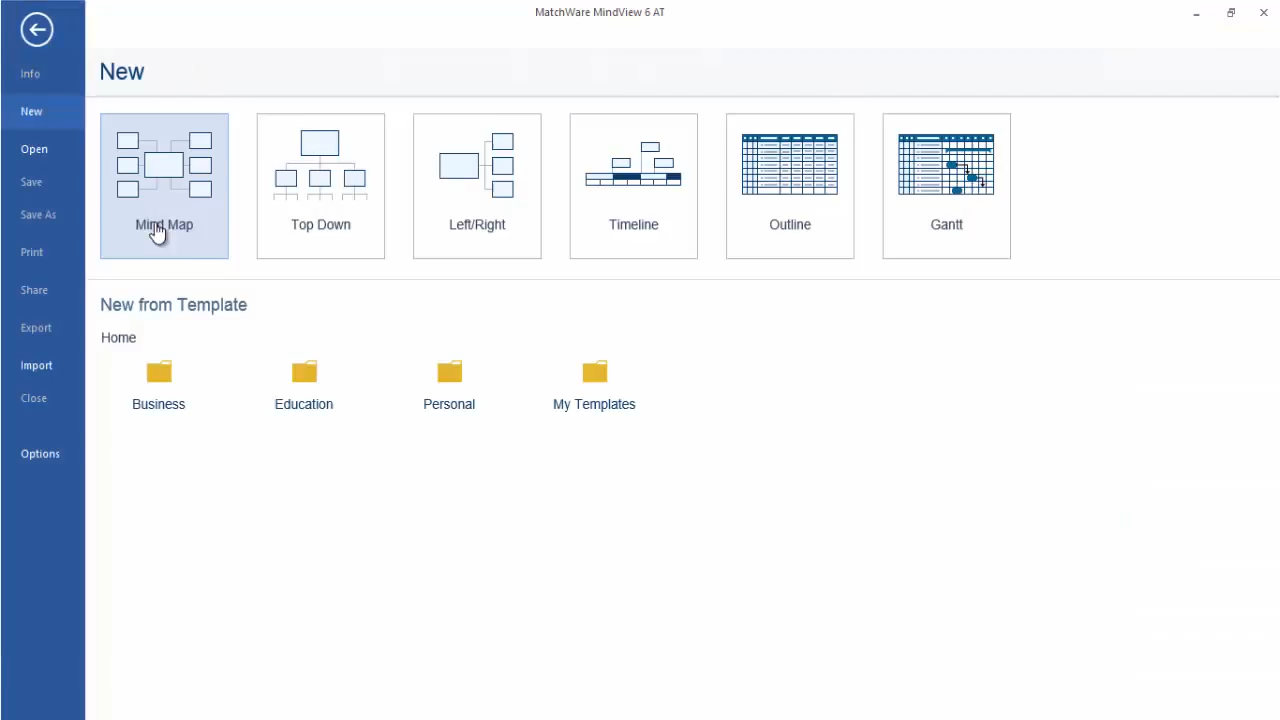 MatchWare MindView 6 AT
Info
New
Open
Save
Save As
Print
Share
Export
Import
Close
Options
New
Mind Map
Top Down
Left/Right
Timeline
Outline
Gantt
New from Template
Home
Business
Education
Personal
My Templates